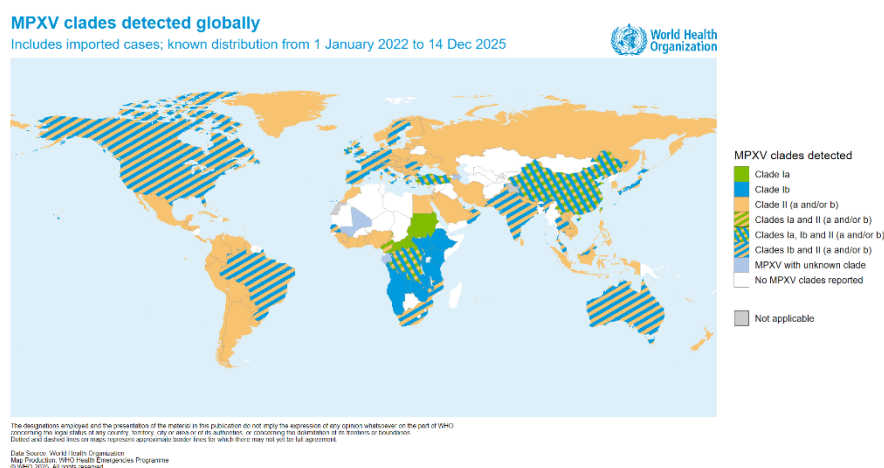 MPXV clades detected globally
Includes imported cases; known distribution from 1 January 2022 to 14 Dec 2025
World Health
Organization
MPXV clades detected
Clade Ia
Clade Ib
Clade II (a and/or b)
Clades Ia and II (a and/or b)
Clades Ia, Ib and II (a and/or b)
Clades Ib and II (a and/or b)
MPXV with unknown clade
No MPXV clades reported
Not applicable
The designations employed and the presentation of the material in this publication do not imply the expression of any opinion whatsoever on the part of WHO
concerning the legal status of any country, territory, city or area or of its authorities, or concerning the delimitation of its frontiers or boundaries.
Dotted and dashed lines on maps represent approximate border lines for which there may not yet be full agreement.
Data Source: World Health Organization
Map Production: WHO Health Emergencies Programme
© WHO 2025. All rights reserved.